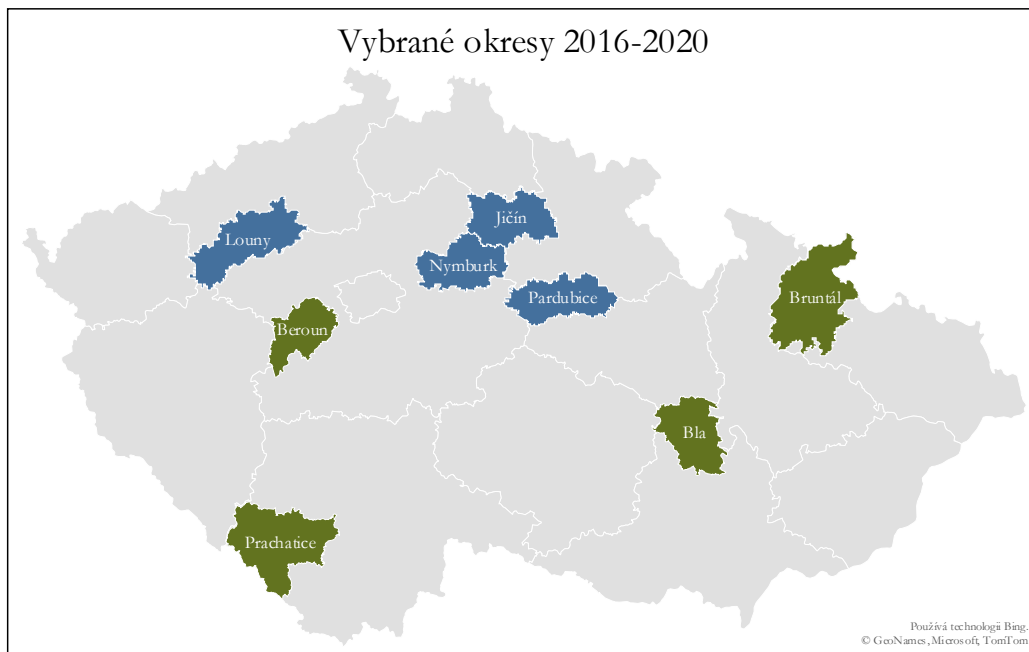 Vybrané okresy 2016-2020
Jičín
Louny
Nymburk
Pardubice
Bruntál
Beroun
Bla
Prachatice
Používá technologii Bing.
© GeoNames, Microsoft, TomTom